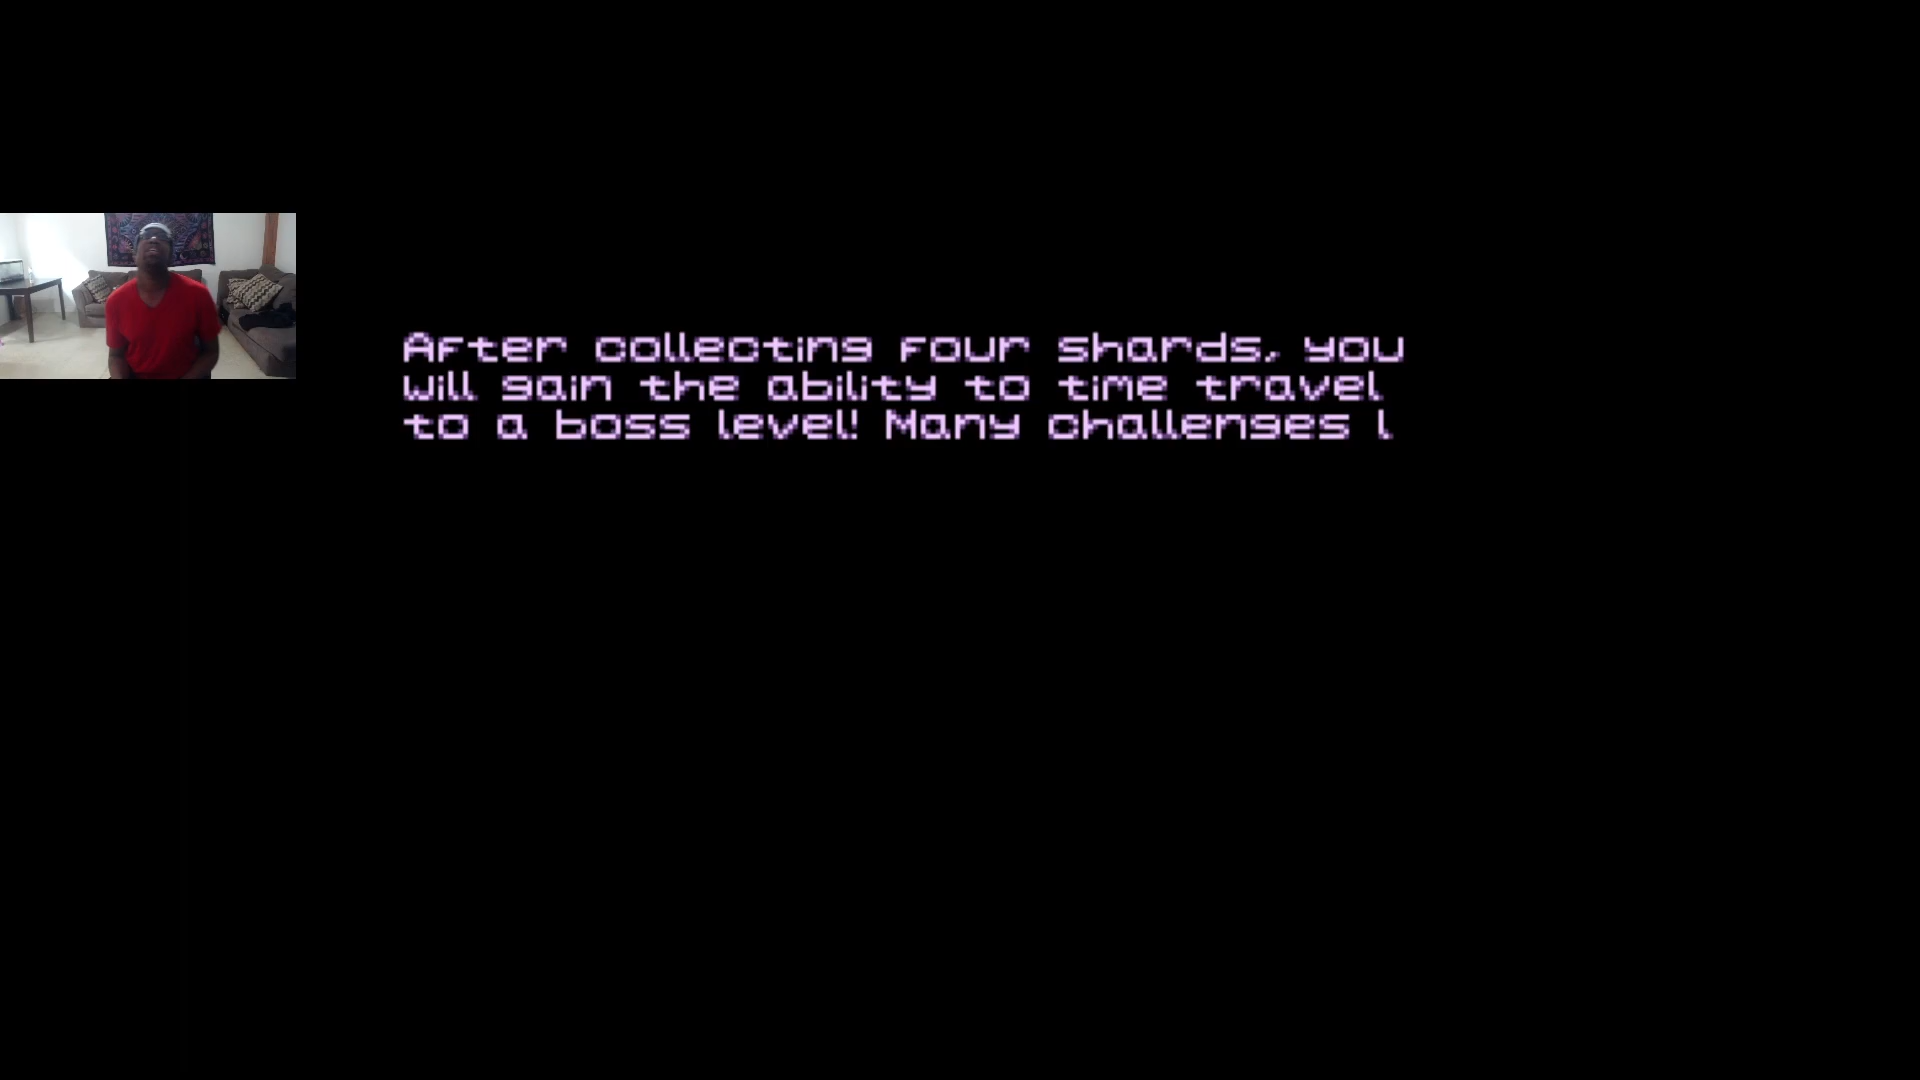 After collecting four shards, you
will gain the ability to time travel
to a boss level! Many challenges l